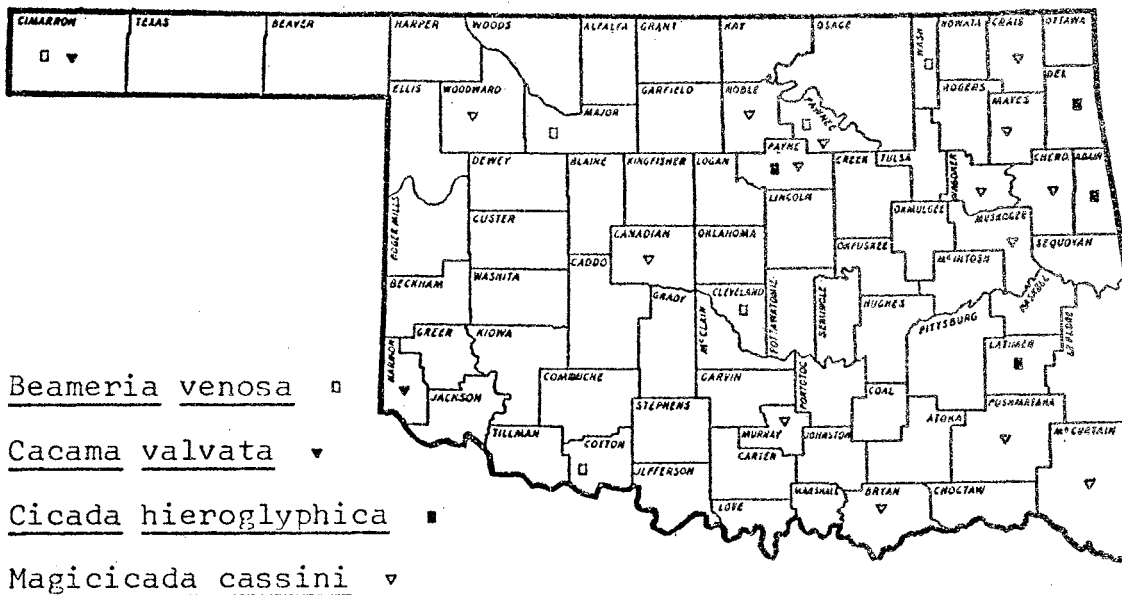 CIMARRON TEXAS BEAVER HARPER WOODS ALFALFA GRANT KAY OSAGE WASH NOWATA CRAIG OTTAWA
DEL
ELLIS WOODWARD MAJOR GARFIELD NOBLE PAWNEE ROGERS MAYES
DEWEY BLAINE KINGFISHER LOGAN PAYNE CREEK TULSA WAGONER CHERO ADAIR
LINCOLN
ROGER MILLS CUSTER OKMULGEE MUSKOGEE
CANADIAN OKLAHOMA OKFUSKEE SEQUOYAH
CADDO McINTOSH
BECKHAM WASHITA GRADY CLEVELAND POTTAWATOMIE SEMINOLE HUGHES HASKELL
McCLAIN PITTSBURG
GREER KIOWA LATIMER LEFLORE
HARMON JACKSON COMANCHE GARVIN PONTOTOC COAL
STEPHENS ATOKA PUSHMATAHA
TILLMAN COTTON MURRAY JOHNSTON McCURTAIN
CARTER
JEFFERSON
LOVE MARSHALL BRYAN CHOCTAW
Beameria venosa
Cacama valvata
Cicada hieroglyphica
Magicicada cassini